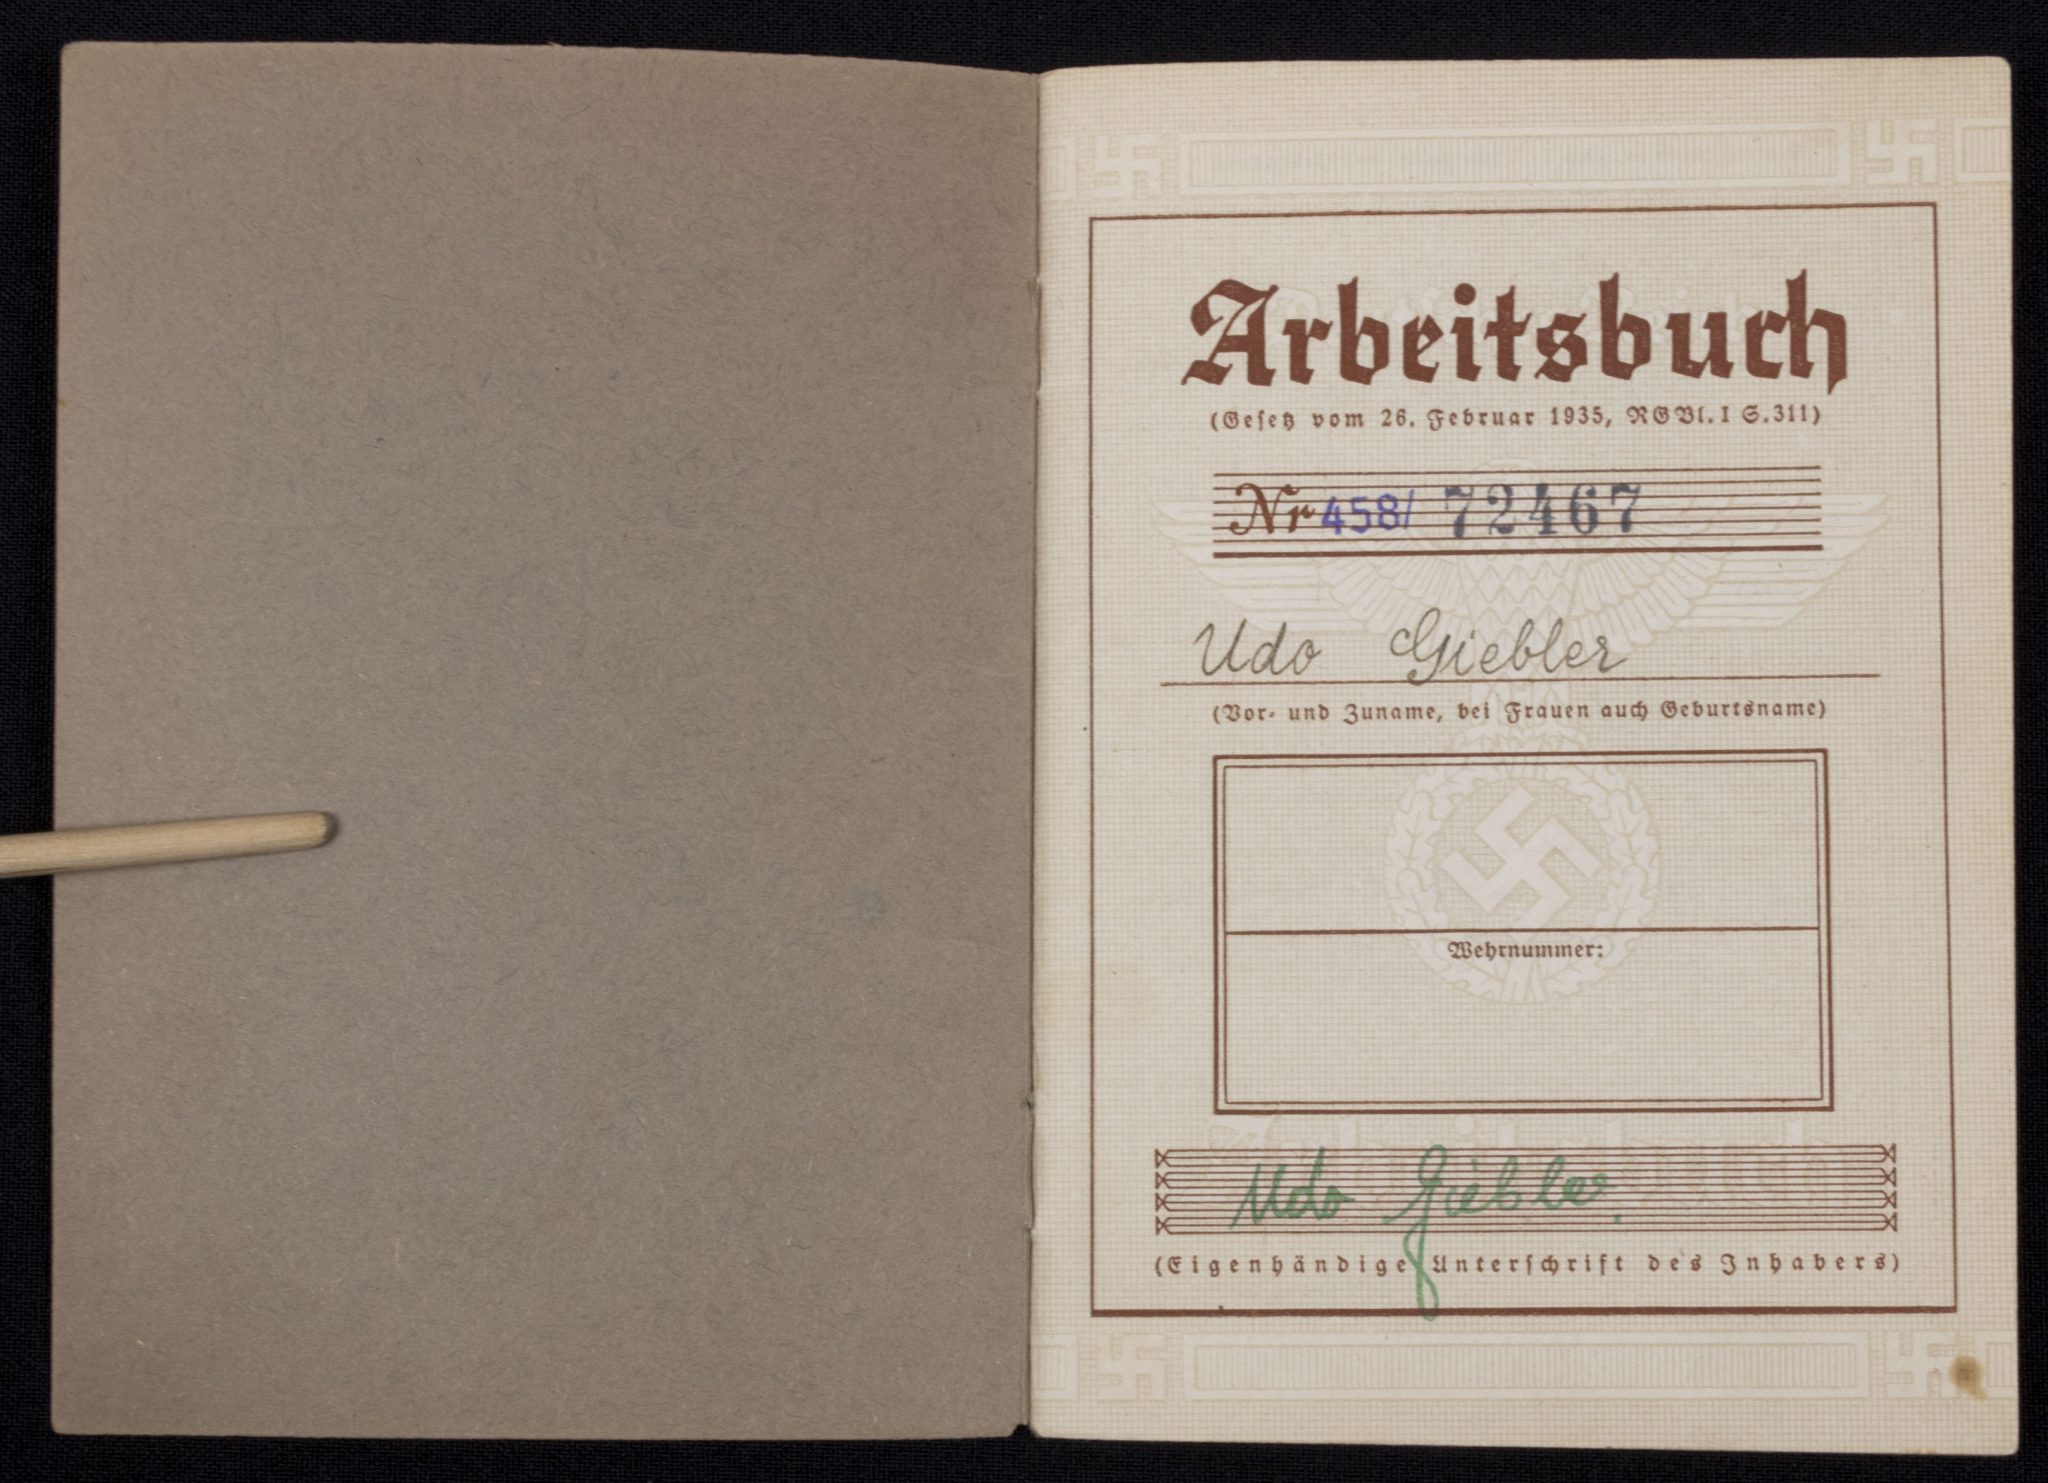 Arbeitsbuch
(Gesetz vom 26. Februar 1935, RGBl. I S. 311)
Nr 458/ 72467
Udo Giebler
(Vor- und Zuname, bei Frauen auch Geburtsname)
Wehrnummer:
Udo Giebler.
(Eigenhändige Unterschrift des Inhabers)